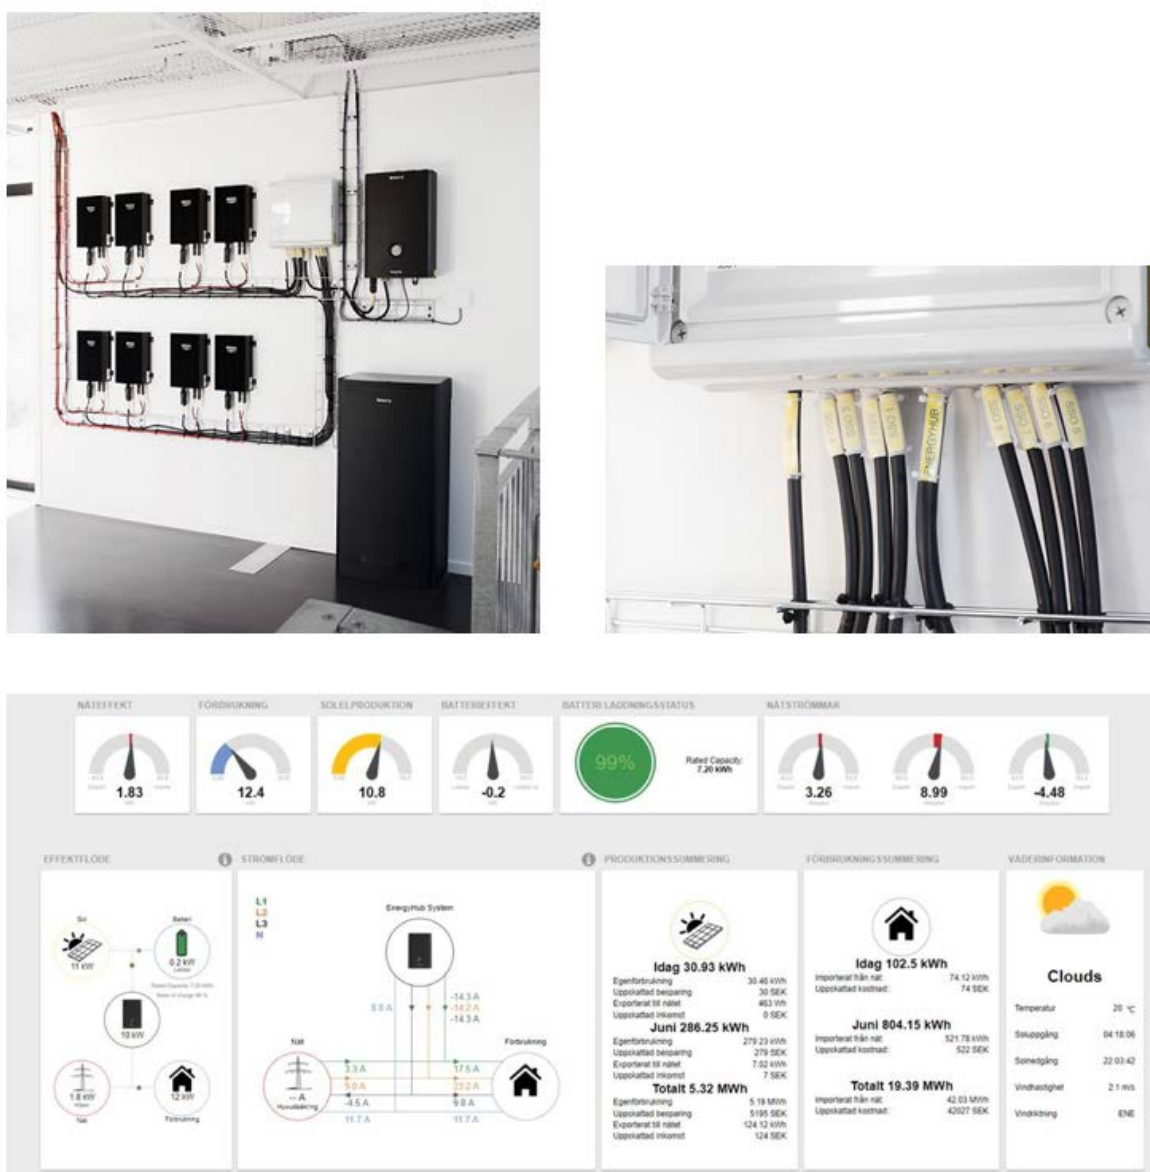 ENERGYHUB
NÄTEFFEKT
FÖRBRUKNING
SOLELPRODUKTION
BATTERIEFFEKT
BATTERI LADDNINGSSTATUS
NÄTSTRÖMMAR
1.83
12.4
10.8
-0.2
99%
Rated Capacity:
7.20 kWh
3.26
8.99
-4.48
EFFEKTFLÖDE
STRÖMFLÖDE
PRODUKTIONSSUMMERING
FÖRBRUKNINGSSUMMERING
VÄDERINFORMATION
Sol
11 kW
Batteri
0.2 kW
10 kW
1.8 kW
Nät
12 kW
Förbrukning
L1
L2
L3
N
EnergyHub System
8.8 A
-14.3 A
-14.2 A
-14.3 A
Nät
-- A
Huvudsäkring
Förbrukning
3.3 A
17.5 A
9.0 A
23.2 A
-4.5 A
9.8 A
11.7 A
11.7 A
Idag 30.93 kWh
Egenförbrukning 30.46 kWh
Uppskattad besparing 30 SEK
Exporterat till nätet 463 Wh
Uppskattad inkomst 0 SEK
Juni 286.25 kWh
Egenförbrukning 279.23 kWh
Uppskattad besparing 279 SEK
Exporterat till nätet 7.02 kWh
Uppskattad inkomst 7 SEK
Totalt 5.32 MWh
Egenförbrukning 5.19 MWh
Uppskattad besparing 5195 SEK
Exporterat till nätet 124.12 kWh
Uppskattad inkomst 124 SEK
Idag 102.5 kWh
Importerat från nät: 74.12 kWh
Uppskattad kostnad: 74 SEK
Juni 804.15 kWh
Importerat från nät: 521.78 kWh
Uppskattad kostnad: 522 SEK
Totalt 19.39 MWh
Importerat från nät: 42.03 MWh
Uppskattad kostnad: 42027 SEK
Clouds
Temperatur 20 °C
Soluppgång 04:18:06
Solnedgång 22:03:42
Vindhastighet 2.1 m/s
Vindriktning ENE